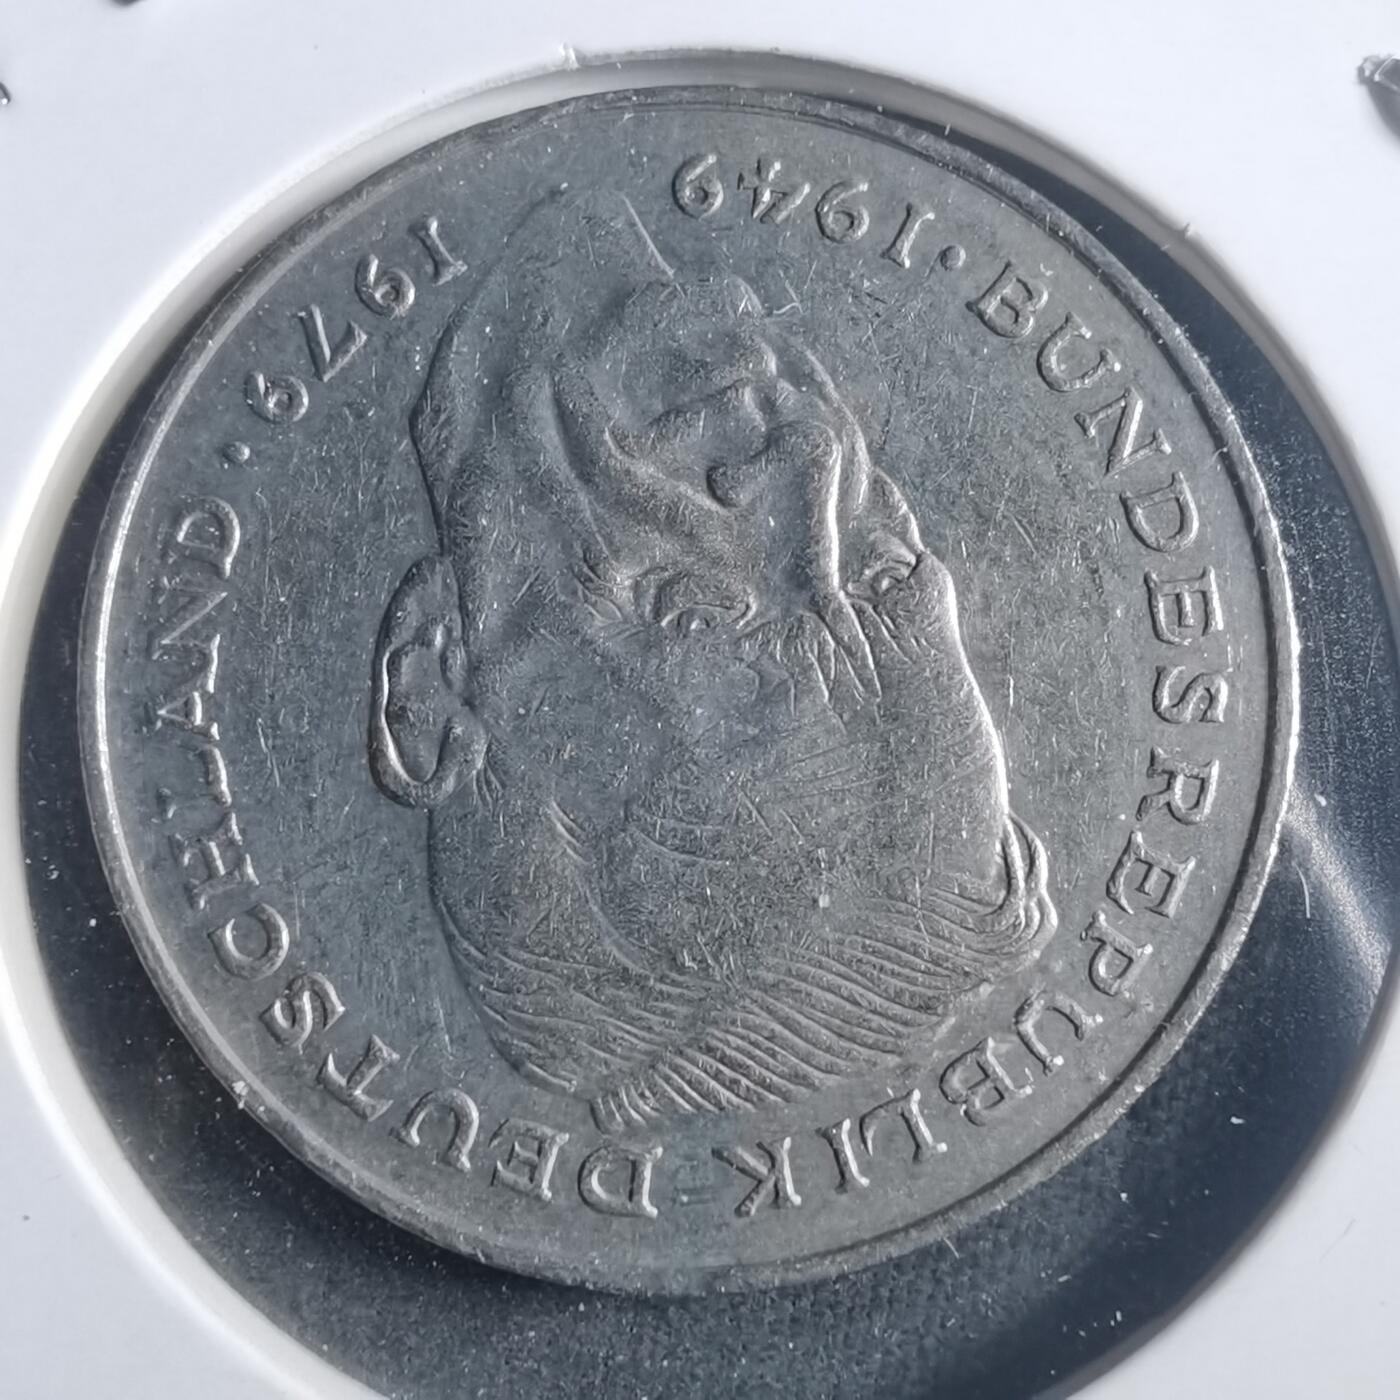 1949 · BUNDESREPUBLIK DEUTSCHLAND · 1979